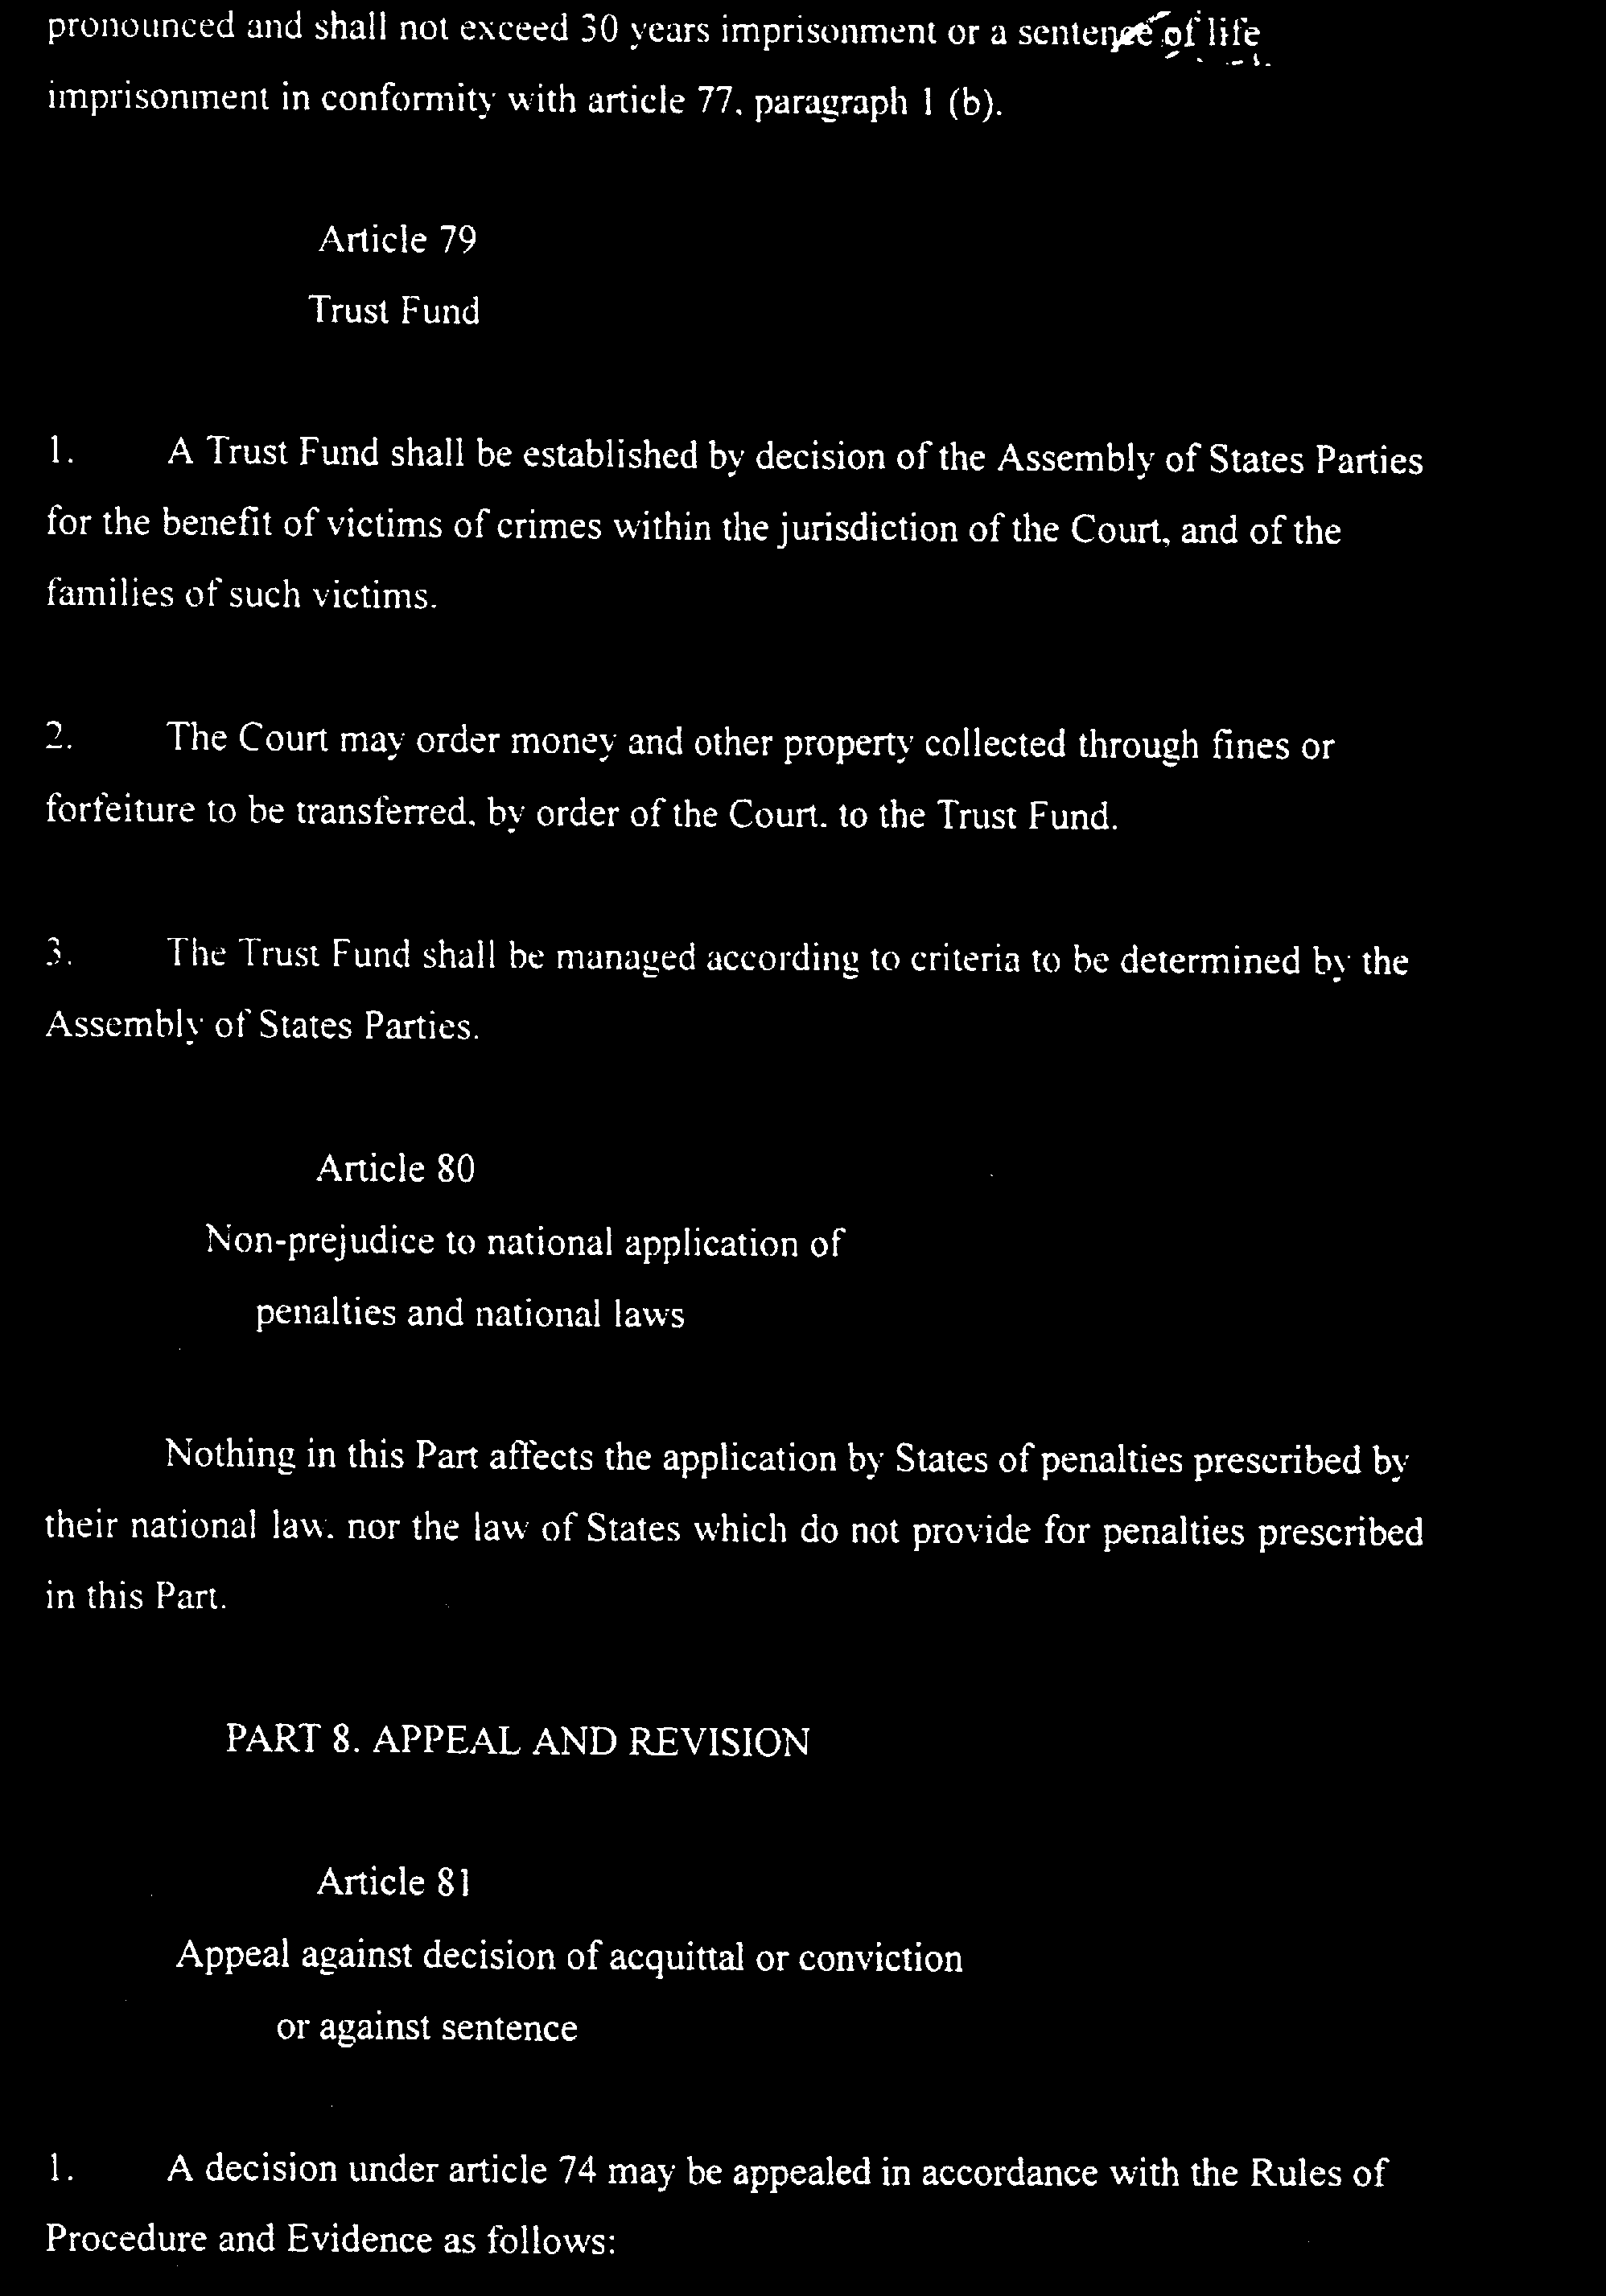 pronounced and shall not exceed 30 years imprisonment or a sentence of life
imprisonment in conformity with article 77, paragraph 1 (b).
Article 79
Trust Fund
1. A Trust Fund shall be established by decision of the Assembly of States Parties
for the benefit of victims of crimes within the jurisdiction of the Court, and of the
families of such victims.
2. The Court may order money and other property collected through fines or
forfeiture to be transferred, by order of the Court, to the Trust Fund.
3. The Trust Fund shall be managed according to criteria to be determined by the
Assembly of States Parties.
Article 80
Non-prejudice to national application of
penalties and national laws
Nothing in this Part affects the application by States of penalties prescribed by
their national law, nor the law of States which do not provide for penalties prescribed
in this Part.
PART 8. APPEAL AND REVISION
Article 81
Appeal against decision of acquittal or conviction
or against sentence
1. A decision under article 74 may be appealed in accordance with the Rules of
Procedure and Evidence as follows: